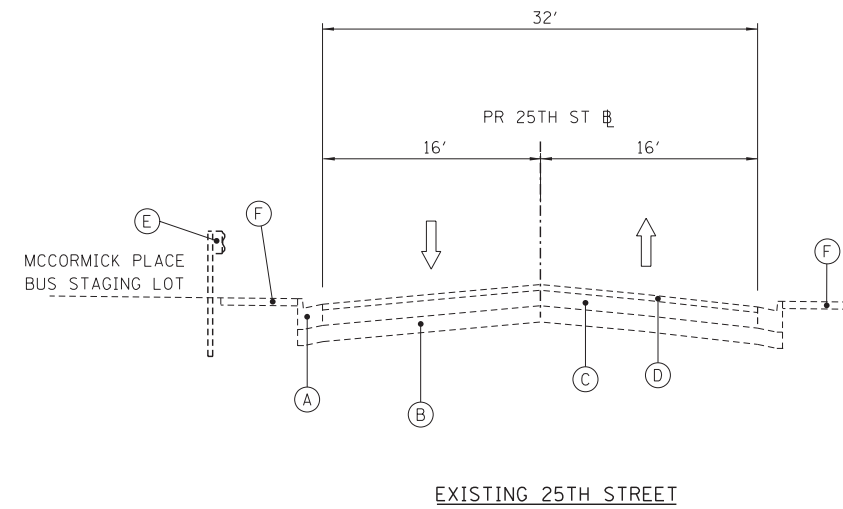 32'
PR 25TH ST ℄
16' 16'
E F
MCCORMICK PLACE
BUS STAGING LOT
F
A B C D
EXISTING 25TH STREET